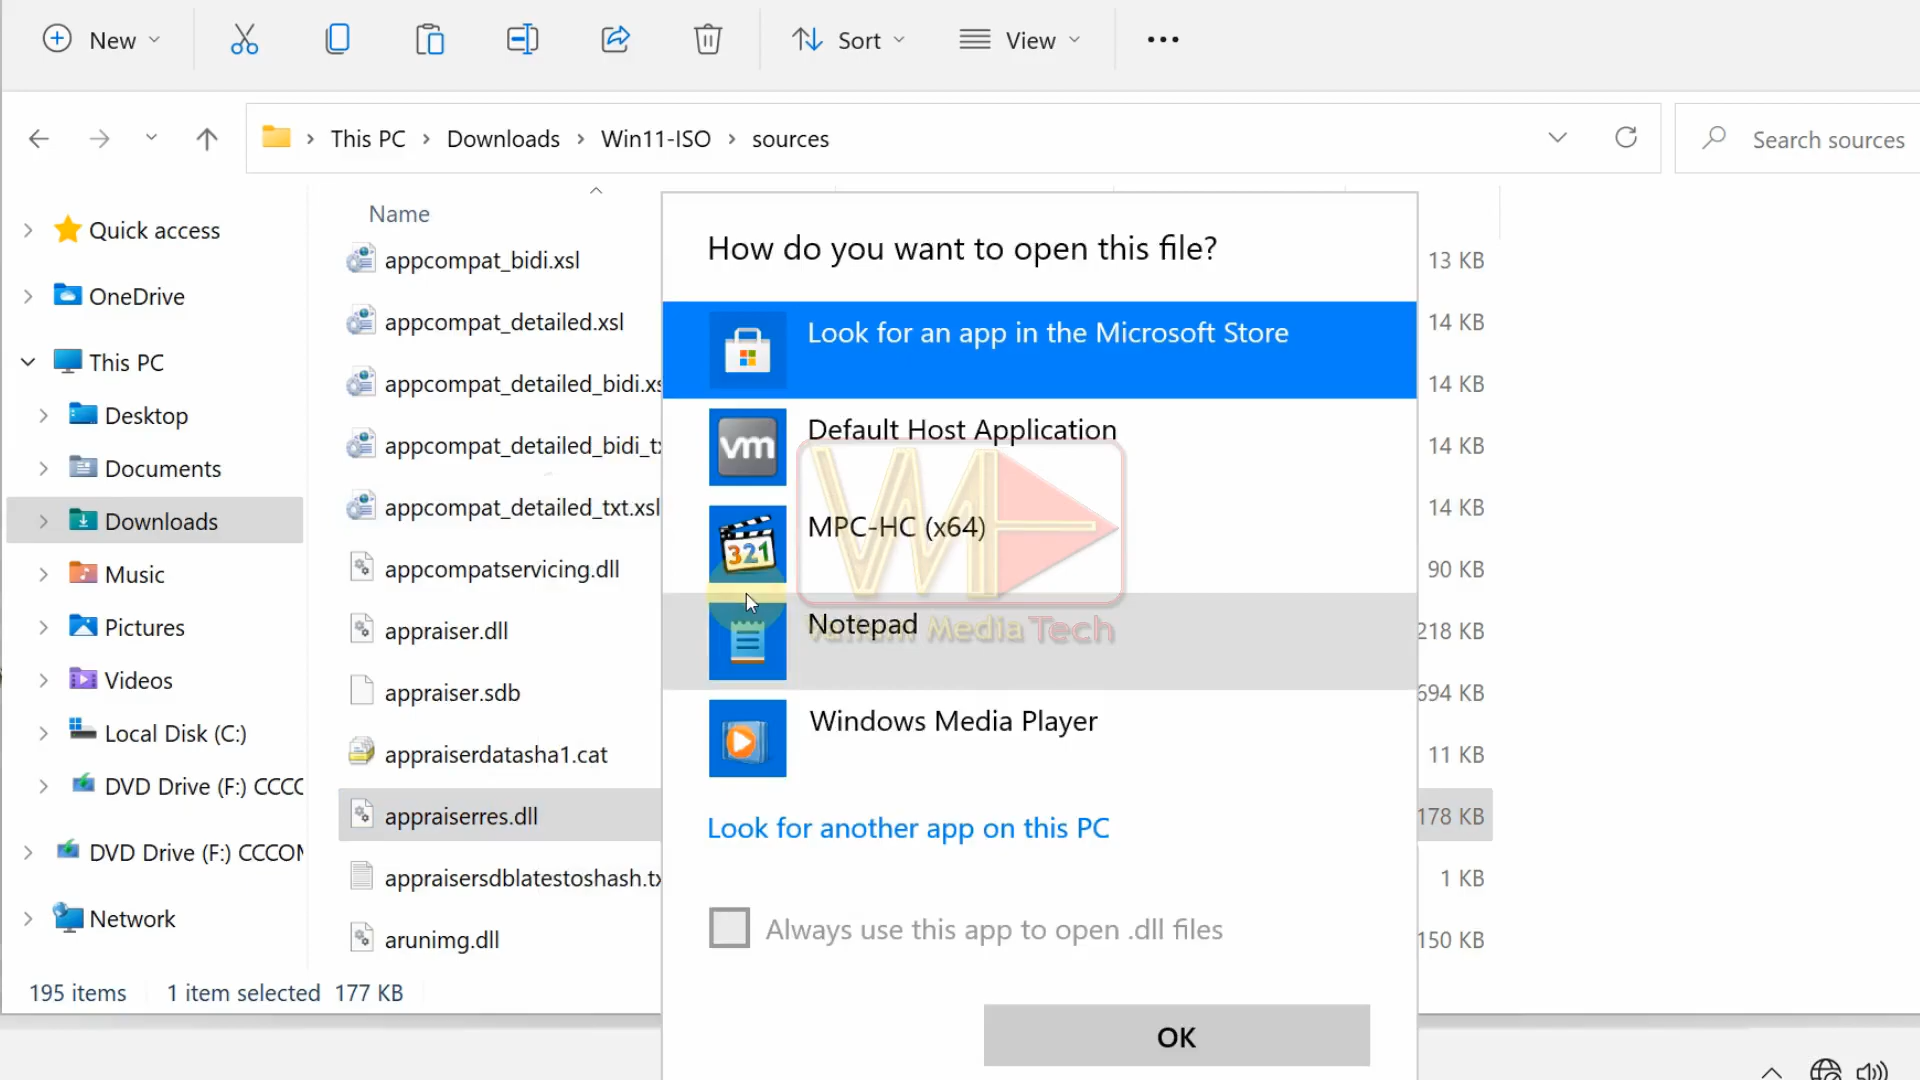 New
Sort
View
This PC
Downloads
Win11-ISO
sources
Search sources
Quick access
OneDrive
This PC
Desktop
Documents
Downloads
Music
Pictures
Videos
Local Disk (C:)
DVD Drive (F:) CCCO
DVD Drive (F:) CCCO
Network
Name
appcompat_bidi.xsl
13 KB
appcompat_detailed.xsl
14 KB
appcompat_detailed_bidi.xs
14 KB
appcompat_detailed_bidi_tx
14 KB
appcompat_detailed_txt.xsl
14 KB
appcompatservicing.dll
90 KB
appraiser.dll
218 KB
appraiser.sdb
694 KB
appraiserdatasha1.cat
11 KB
appraiserres.dll
178 KB
appraisersdblatestoshash.tx
1 KB
arunimg.dll
150 KB
How do you want to open this file?
Look for an app in the Microsoft Store
vm
Default Host Application
321
MPC-HC (x64)
Notepad
Media Tech
Windows Media Player
Look for another app on this PC
Always use this app to open .dll files
OK
195 items
1 item selected 177 KB